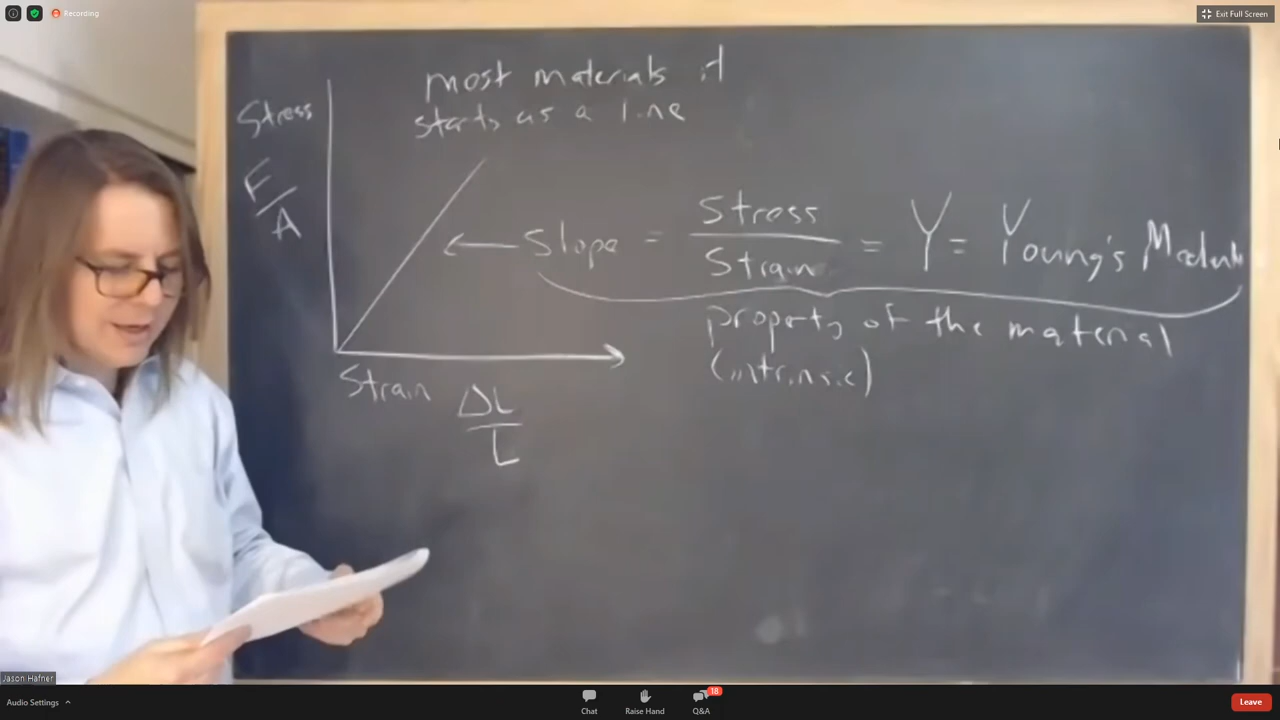 Recording
Exit Full Screen
most materials it
starts as a line
Stress
F/A
Slope = Stress/Strain = Y = Young's Modulu
property of the material
(intrinsic)
Strain ΔL/L
Jason Hafner
Audio Settings
Chat
Raise Hand
18
Q&A
Leave